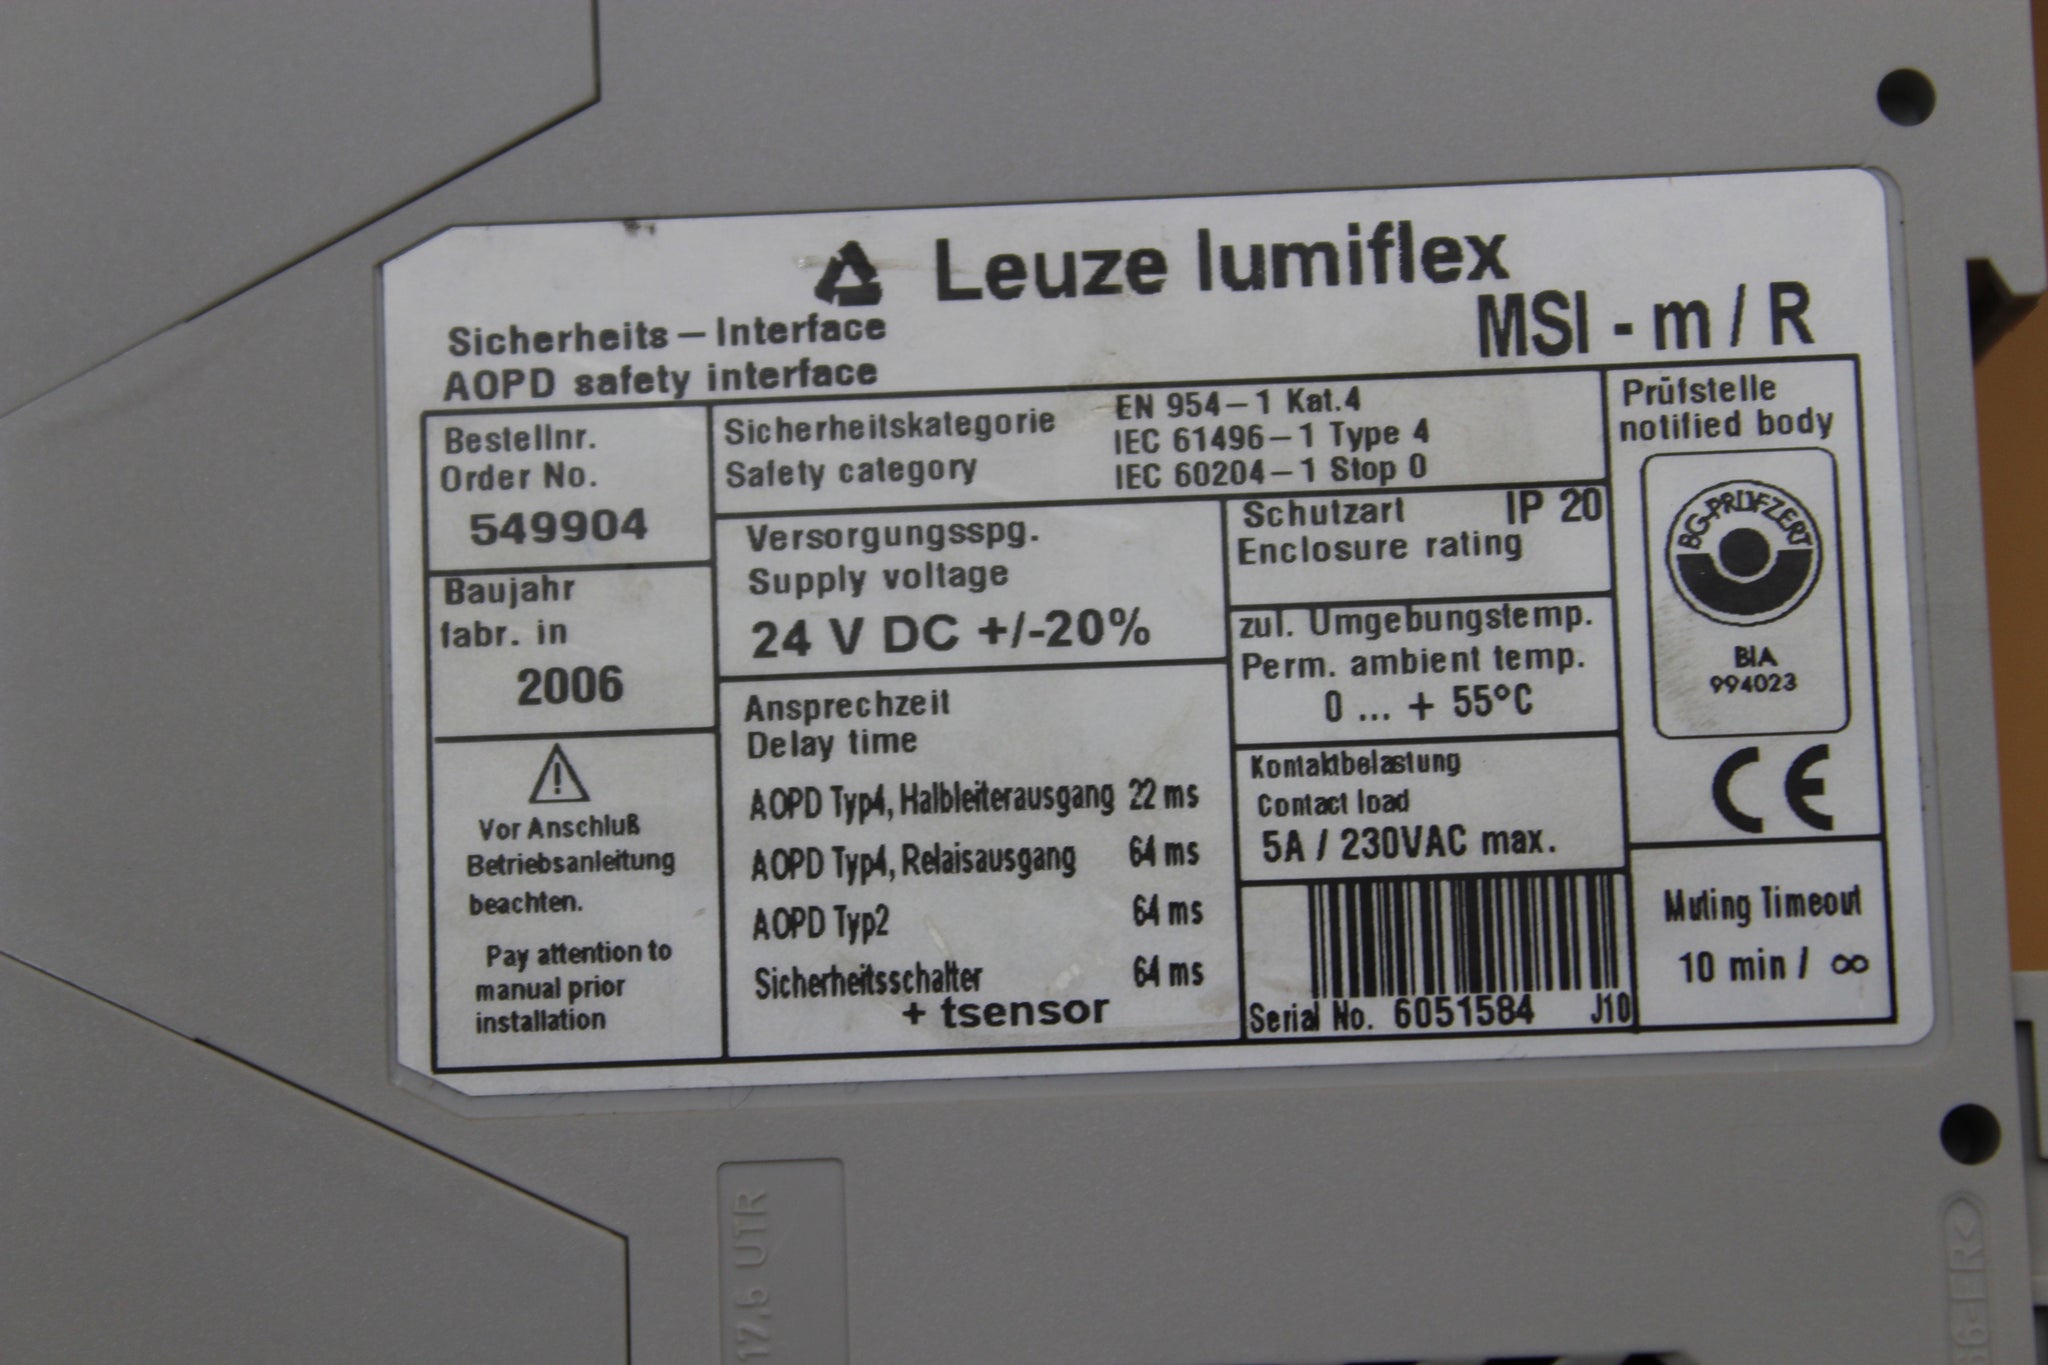 Leuze lumiflex
MSI - m / R
Sicherheits – Interface
AOPD safety interface
Bestellnr.
Order No.
549904
Baujahr
fabr. in
2006
Vor Anschluß
Betriebsanleitung
beachten.
Pay attention to
manual prior
installation
Sicherheitskategorie
Safety category
EN 954–1 Kat.4
IEC 61496–1 Type 4
IEC 60204–1 Stop 0
Versorgungsspg.
Supply voltage
24 V DC +/-20%
Ansprechzeit
Delay time
AOPD Typ4, Halbleiterausgang 22 ms
AOPD Typ4, Relaisausgang 64 ms
AOPD Typ2 64 ms
Sicherheitsschalter 64 ms
+ tsensor
Schutzart IP 20
Enclosure rating
zul. Umgebungstemp.
Perm. ambient temp.
0 ... + 55°C
Kontaktbelastung
Contact load
5A / 230VAC max.
Serial No. 6051584 J10
Prüfstelle
notified body
BG-PRÜFZERT
BIA
994023
CE
Muting Timeout
10 min / ∞
17,5 UTR